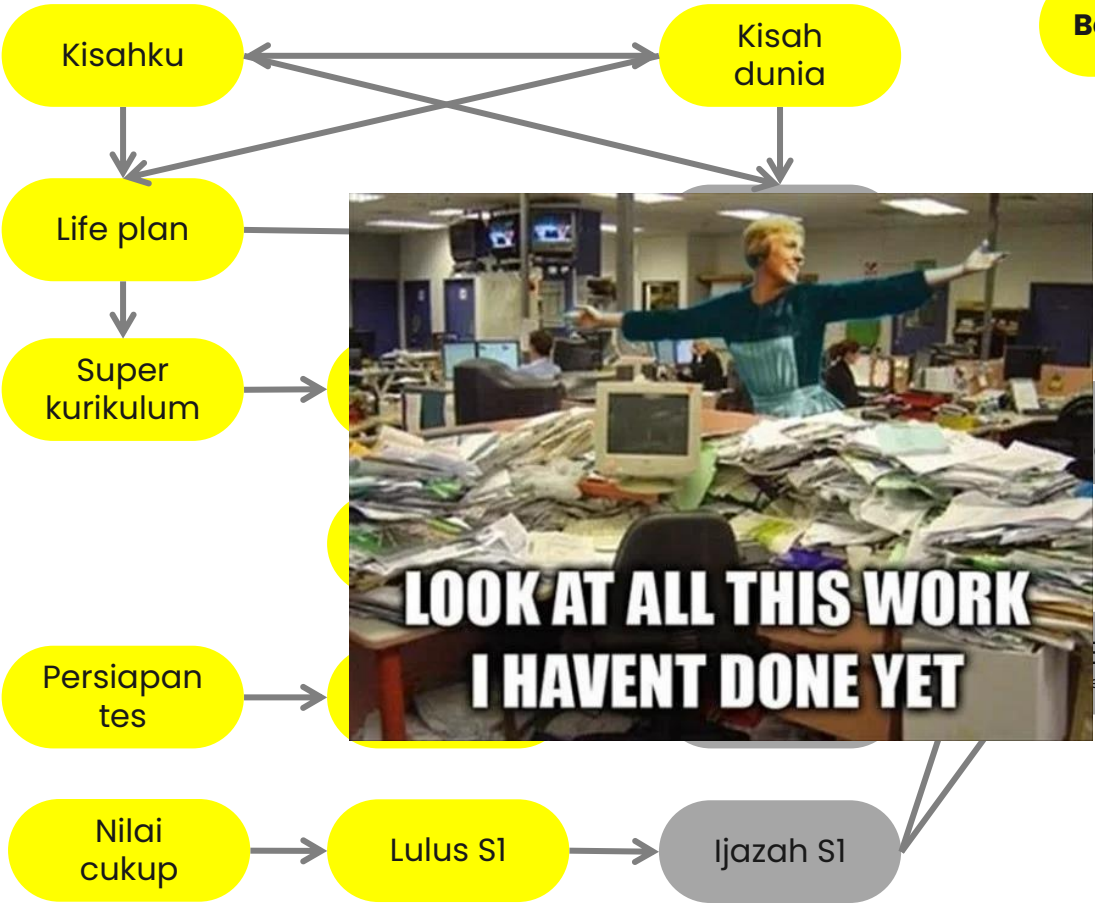 Kisahku
Kisah
dunia
Life plan
Super
kurikulum
LOOK AT ALL THIS WORK
I HAVENT DONE YET
Persiapan
tes
Nilai
cukup
Lulus S1
Ijazah S1